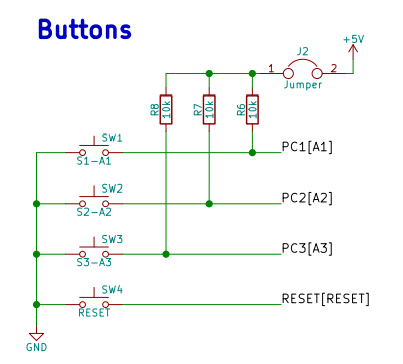 Buttons
+5V
J2
1 2
Jumper
R8 10k R7 10k R6 10k
SW1
S1-A1
PC1[A1]
SW2
S2-A2
PC2[A2]
SW3
S3-A3
PC3[A3]
SW4
RESET
RESET[RESET]
GND